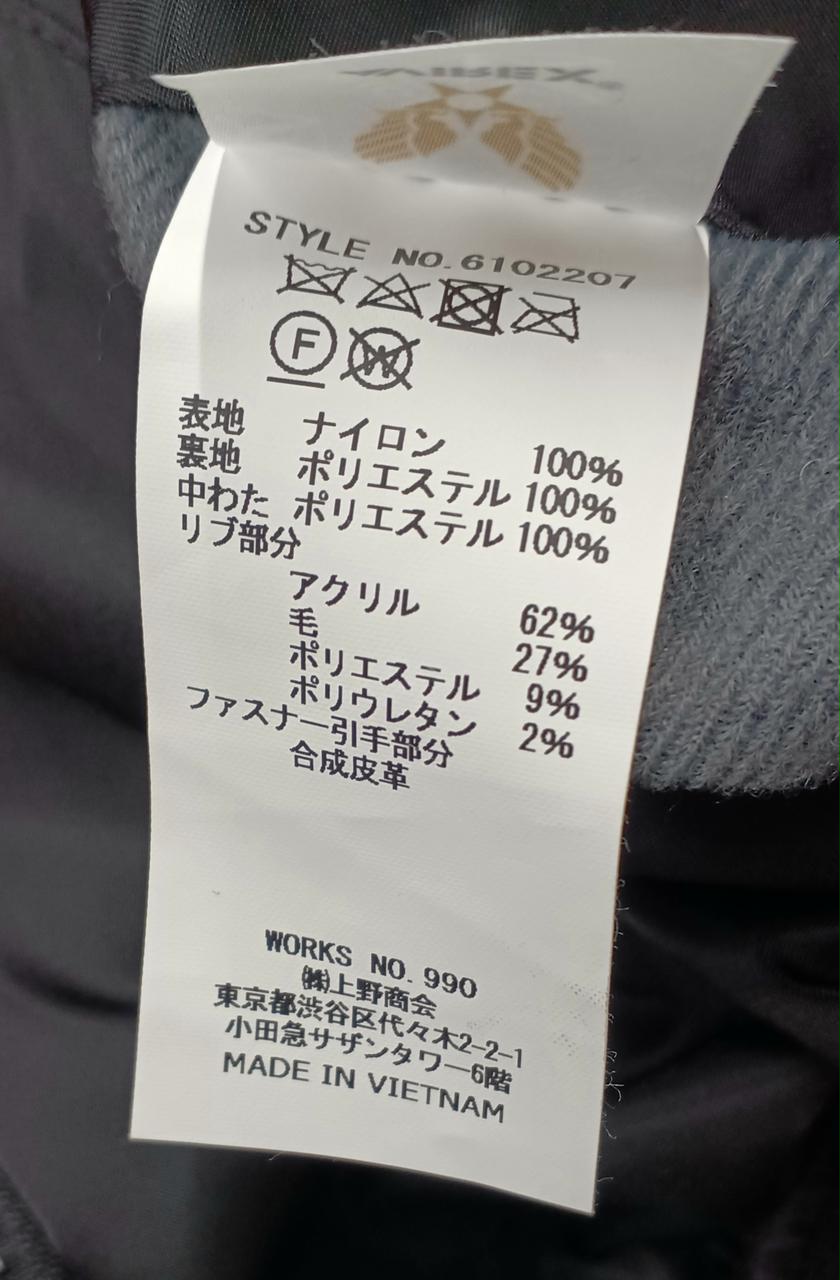 AVIREX
STYLE NO.6102207
F W
表地 ナイロン 100%
裏地 ポリエステル 100%
中わた ポリエステル 100%
リブ部分
アクリル 62%
毛 27%
ポリエステル 9%
ポリウレタン 2%
ファスナー引手部分
合成皮革
WORKS NO.990
㈱上野商会
東京都渋谷区代々木2-2-1
小田急サザンタワー6階
MADE IN VIETNAM